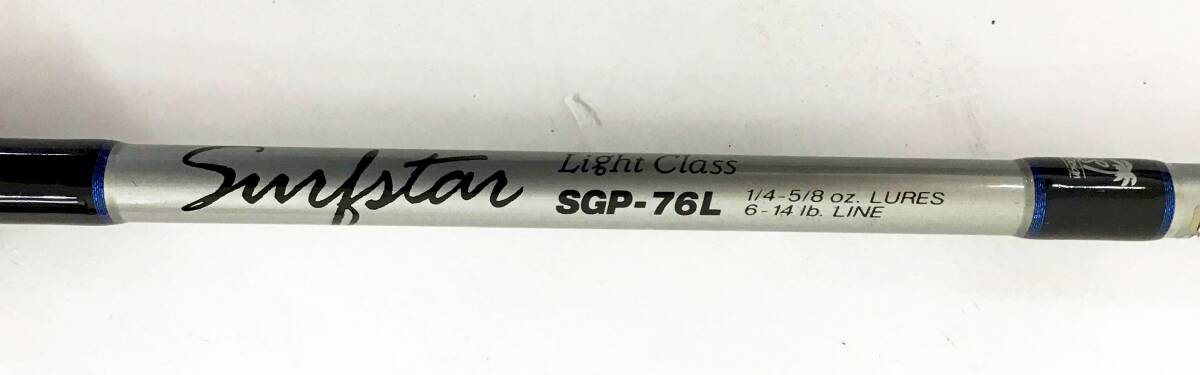 Surfstar
Light Class
SGP-76L
1/4-5/8 oz. LURES
6-14 lb. LINE